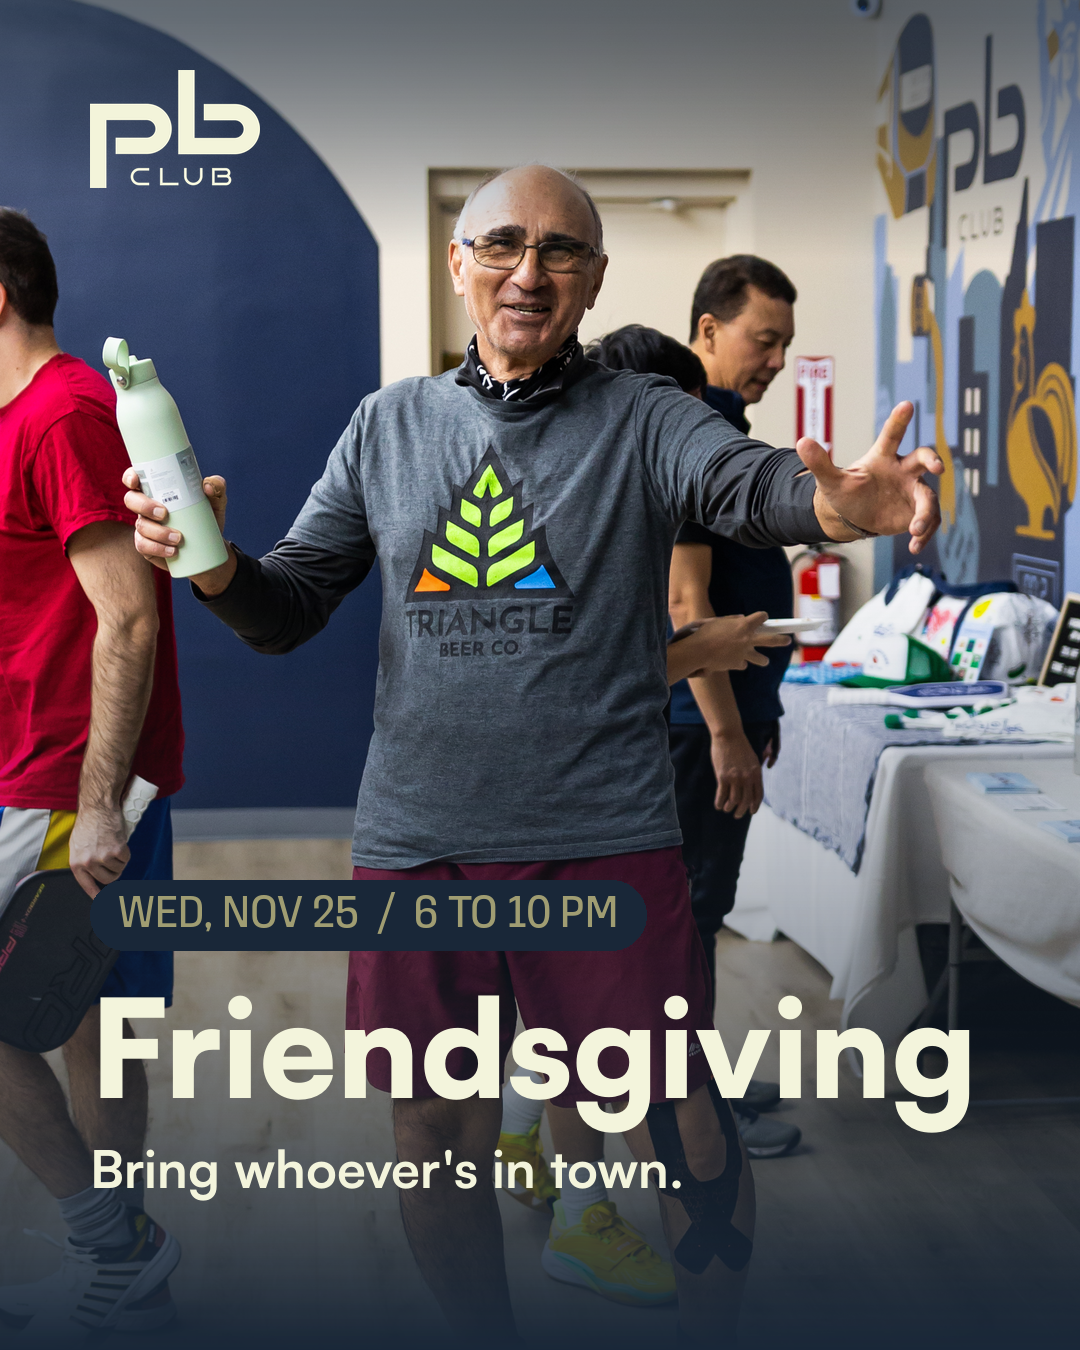 pb
CLUB
pb
CLUB
FIRE
TRIANGLE
BEER CO.
WED, NOV 25 / 6 TO 10 PM
Friendsgiving
Bring whoever's in town.